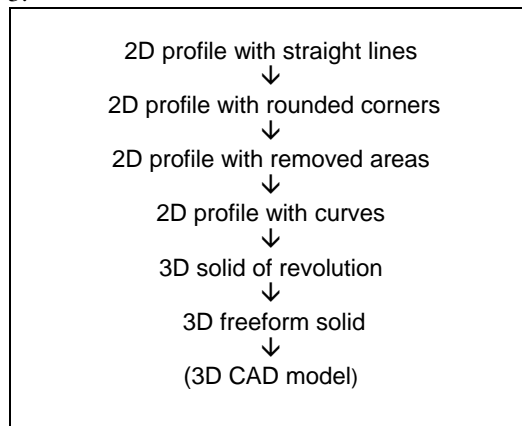 2D profile with straight lines
↓
2D profile with rounded corners
↓
2D profile with removed areas
↓
2D profile with curves
↓
3D solid of revolution
↓
3D freeform solid
↓
(3D CAD model)